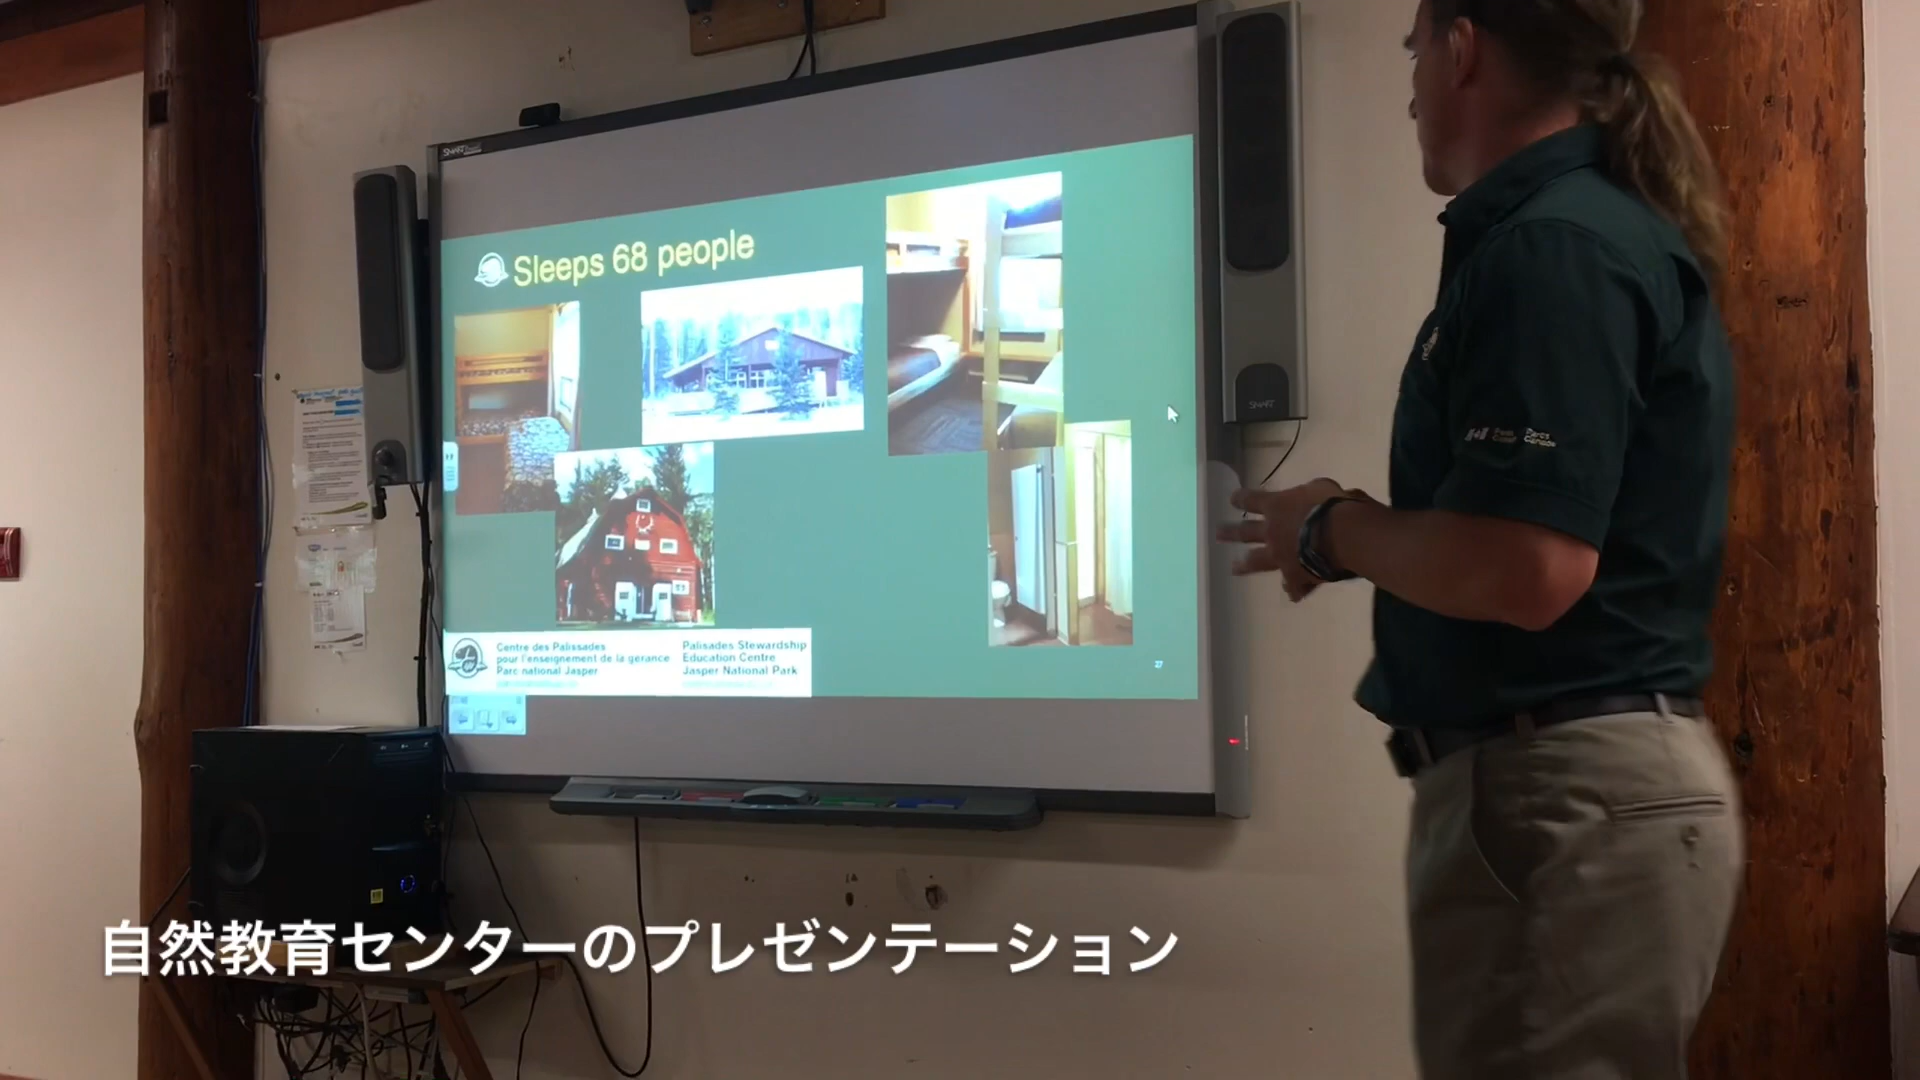 SMART
Sleeps 68 people
Centre des Palissades
pour l'enseignement de la gérance
Parc national Jasper
Palisades Stewardship
Education Centre
Jasper National Park
27
SMART
Parks
Canada
Parcs
Canada
自然教育センターのプレゼンテーション